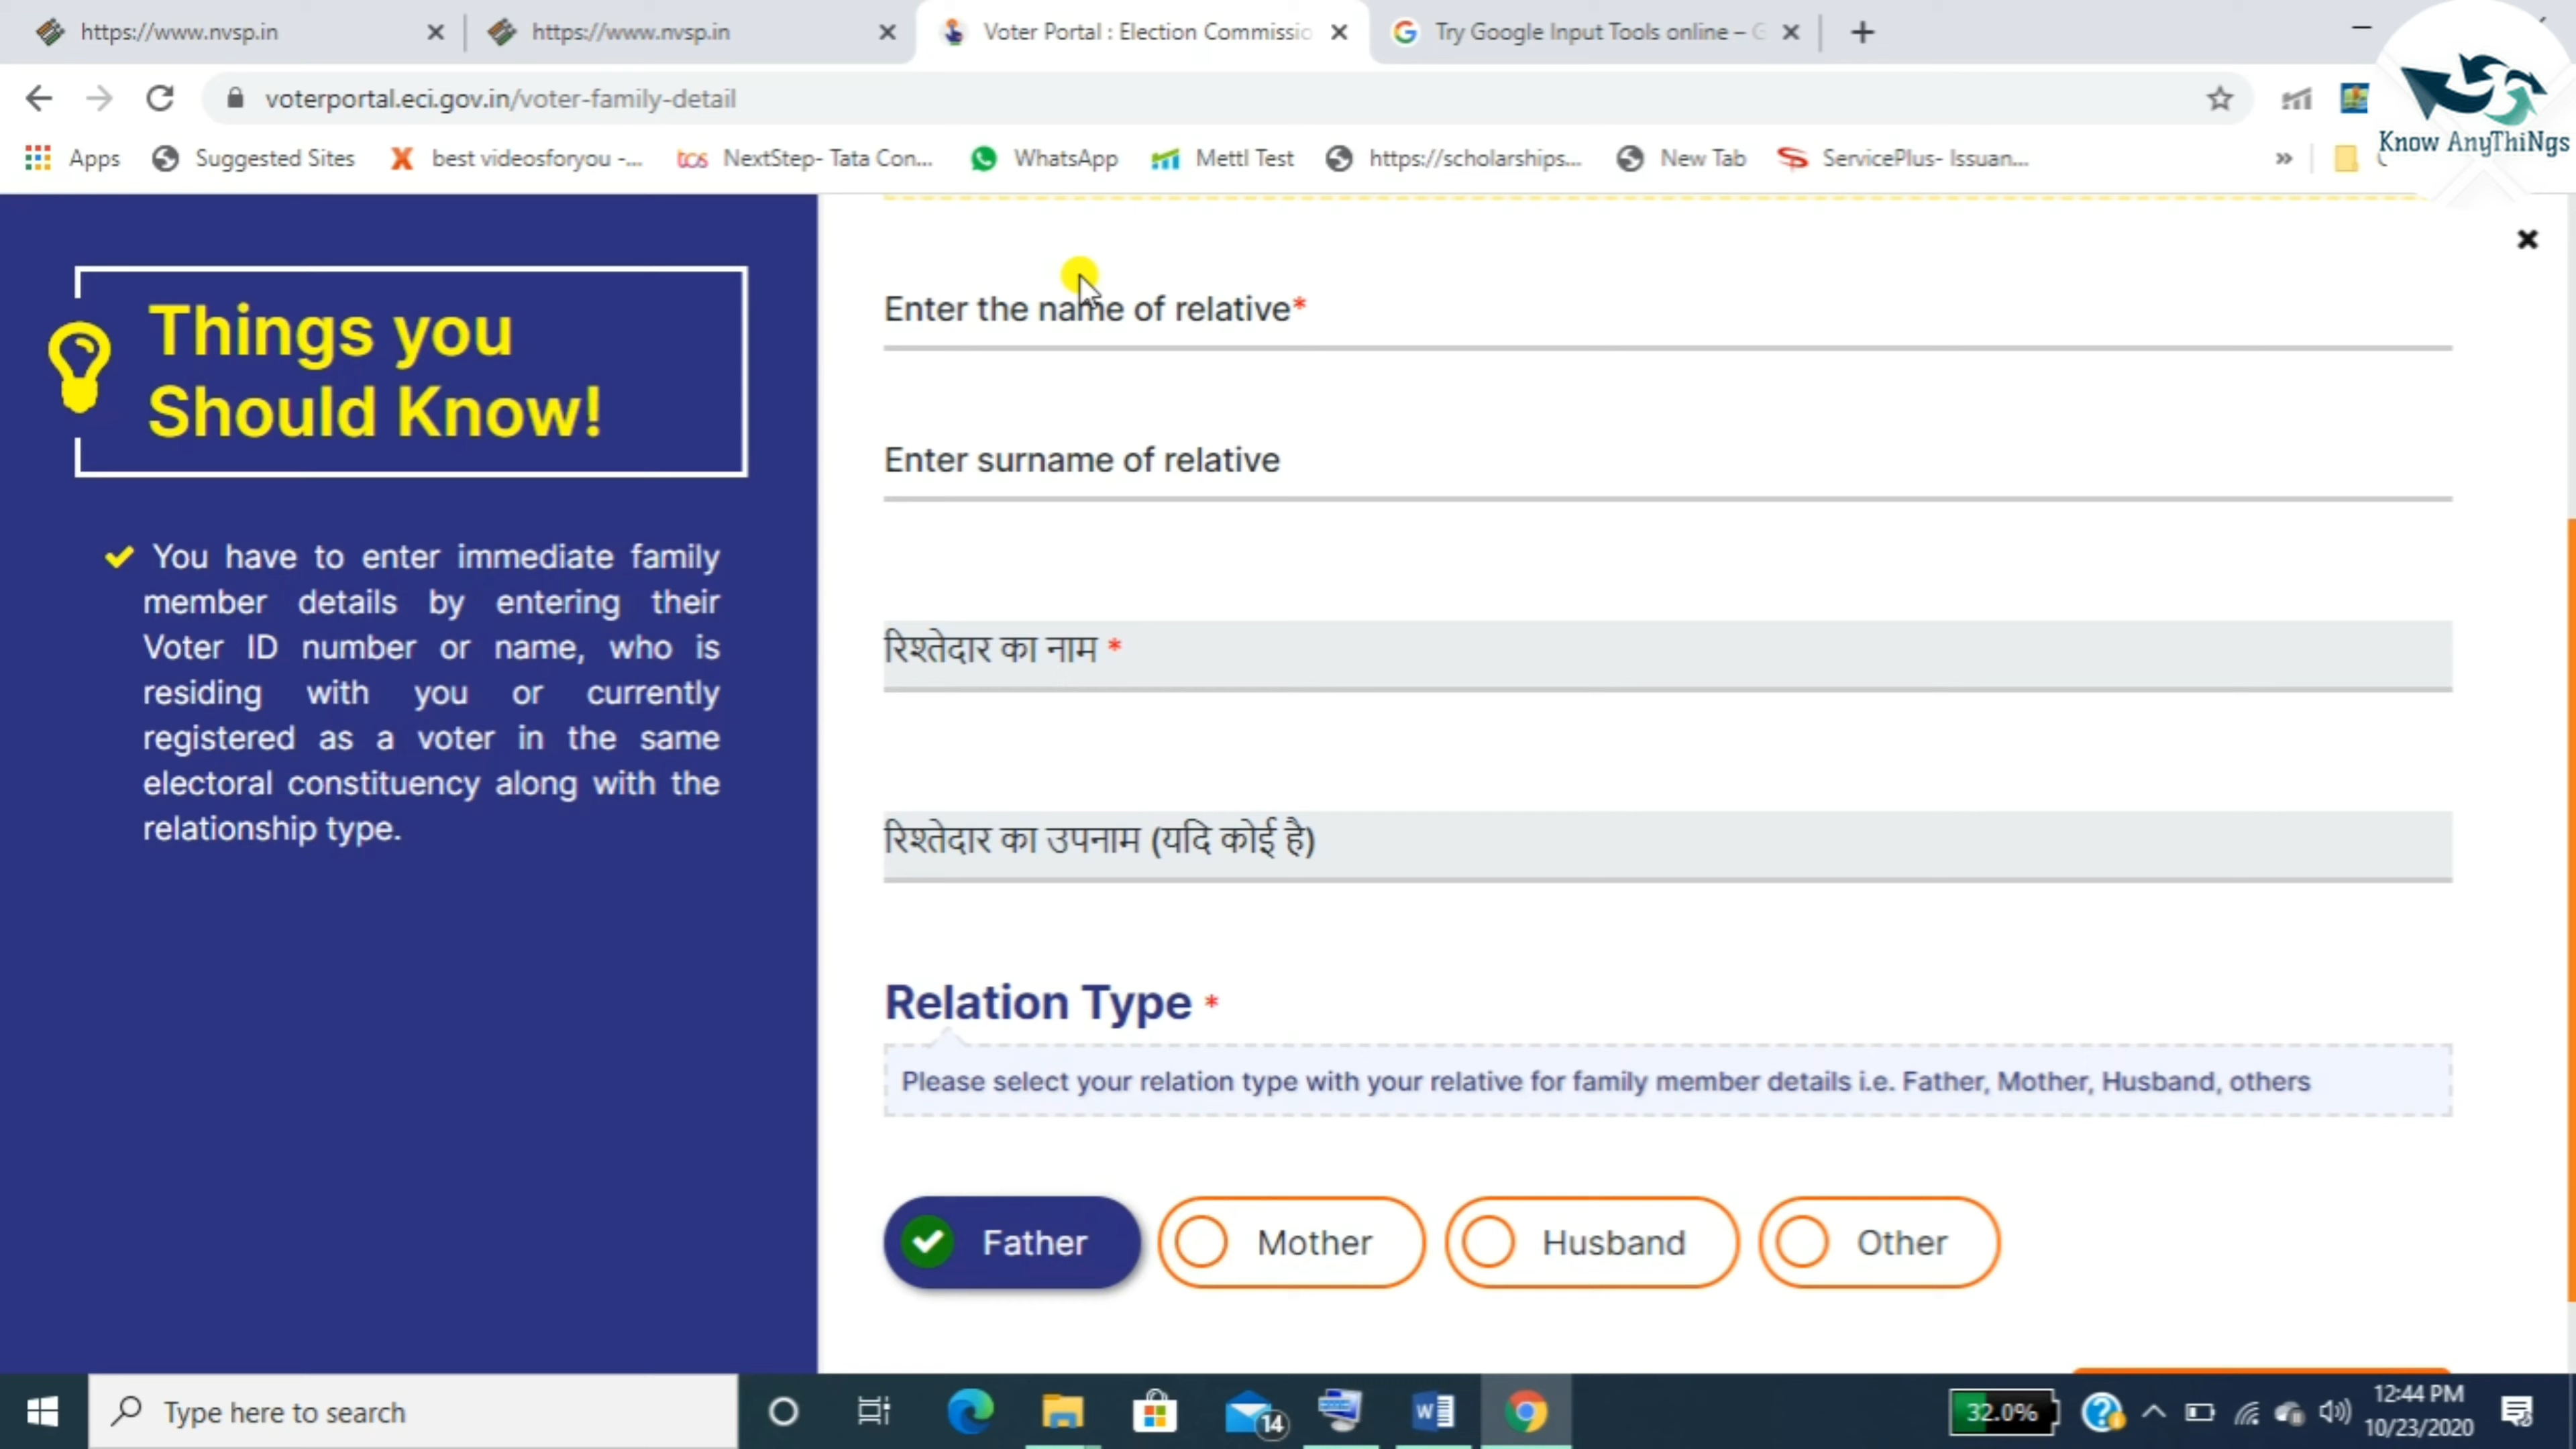 https://www.nvsp.in
https://www.nvsp.in
Voter Portal : Election Commissio
Try Google Input Tools online –
voterportal.eci.gov.in/voter-family-detail
Apps
Suggested Sites
best videosforyou -...
tcs
NextStep- Tata Con...
WhatsApp
Mettl Test
https://scholarships...
New Tab
ServicePlus- Issuan...
»
Know AnyThiNgs
Things you
Should Know!
You have to enter immediate family
member details by entering their
Voter ID number or name, who is
residing with you or currently
registered as a voter in the same
electoral constituency along with the
relationship type.
Enter the name of relative*
Enter surname of relative
रिश्तेदार का नाम *
रिश्तेदार का उपनाम (यदि कोई है)
Relation Type *
Please select your relation type with your relative for family member details i.e. Father, Mother, Husband, others
Father
Mother
Husband
Other
Type here to search
14
32.0%
12:44 PM
10/23/2020